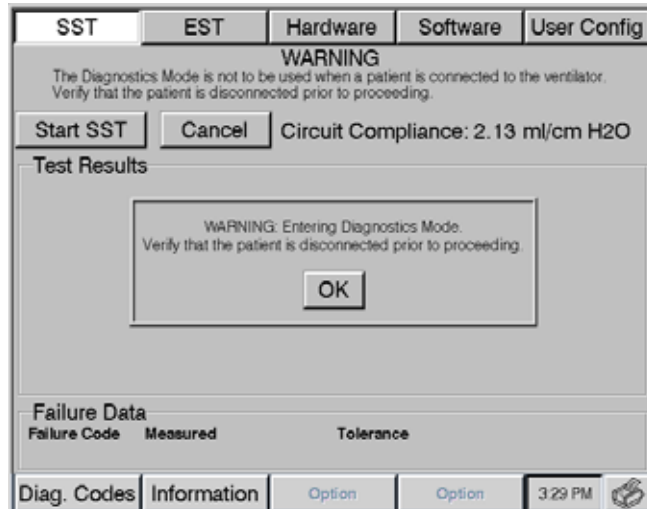 SST EST Hardware Software User Config
WARNING
The Diagnostics Mode is not to be used when a patient is connected to the ventilator.
Verify that the patient is disconnected prior to proceeding.
Start SST Cancel Circuit Compliance: 2.13 ml/cm H2O
Test Results
WARNING: Entering Diagnostics Mode.
Verify that the patient is disconnected prior to proceeding.
OK
Failure Data
Failure Code Measured Tolerance
Diag. Codes Information Option Option 3:29 PM